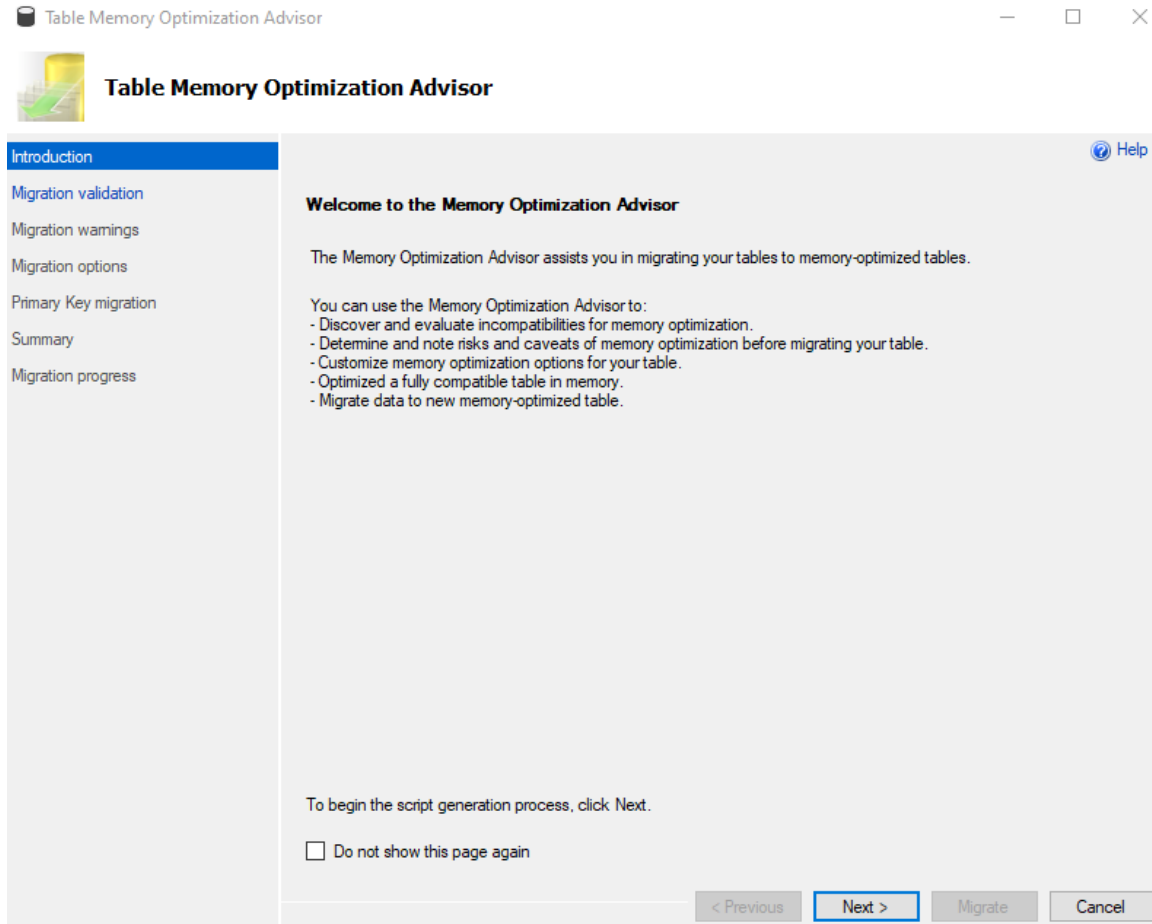 Table Memory Optimization Advisor
Table Memory Optimization Advisor
Help
Introduction
Migration validation
Migration warnings
Migration options
Primary Key migration
Summary
Migration progress
Welcome to the Memory Optimization Advisor
The Memory Optimization Advisor assists you in migrating your tables to memory-optimized tables.
You can use the Memory Optimization Advisor to:
- Discover and evaluate incompatibilities for memory optimization.
- Determine and note risks and caveats of memory optimization before migrating your table.
- Customize memory optimization options for your table.
- Optimized a fully compatible table in memory.
- Migrate data to new memory-optimized table.
To begin the script generation process, click Next.
Do not show this page again
< Previous
Next >
Migrate
Cancel